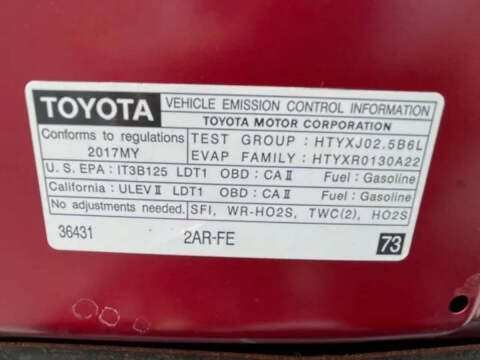 TOYOTA VEHICLE EMISSION CONTROL INFORMATION
TOYOTA MOTOR CORPORATION
Conforms to regulations
2017MY
TEST GROUP : HTYXJ02.5B6L
EVAP FAMILY : HTYXR0130A22
U. S. EPA : IT3B125 LDT1 OBD : CA II Fuel : Gasoline
California : ULEV II LDT1 OBD : CA II Fuel : Gasoline
No adjustments needed. SFI, WR-HO2S, TWC(2), HO2S
36431 2AR-FE 73